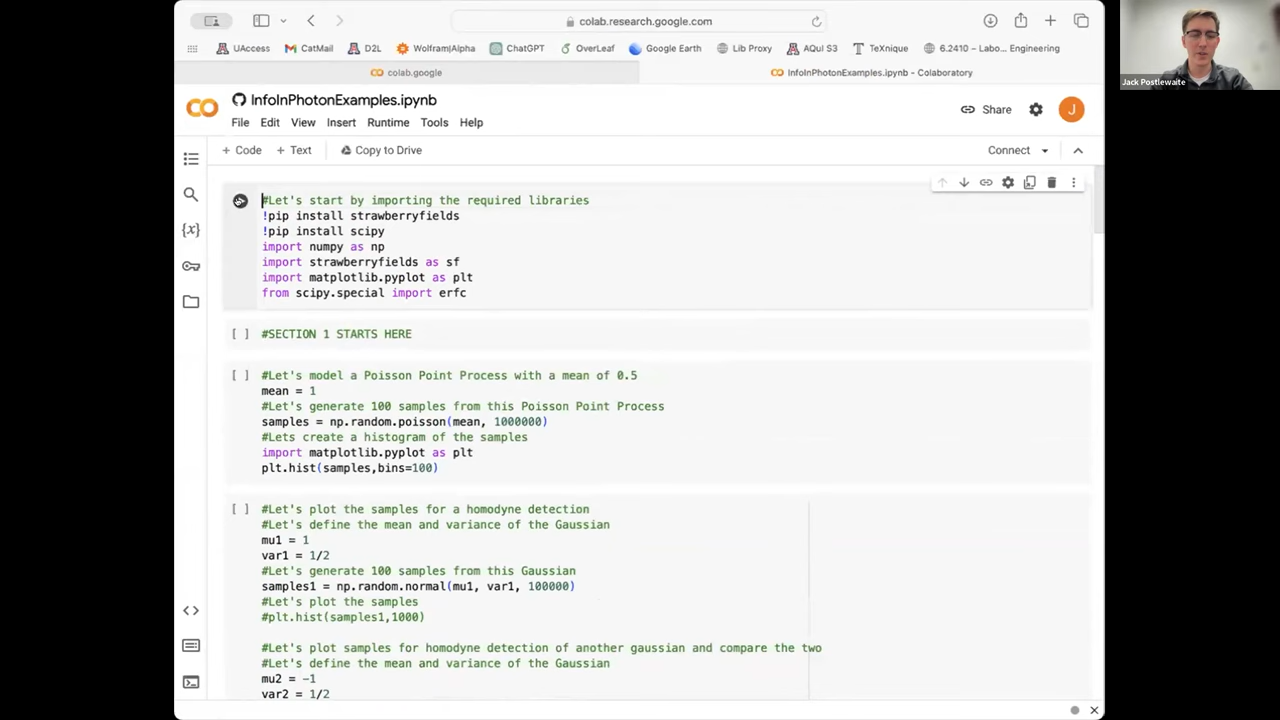 colab.research.google.com
UAccess
CatMail
D2L
Wolfram|Alpha
ChatGPT
OverLeaf
Google Earth
Lib Proxy
AQuI S3
TeXnique
6.2410 – Labo... Engineering
colab.google
InfoInPhotonExamples.ipynb - Colaboratory
Jack Postlewaite
InfoInPhotonExamples.ipynb
File Edit View Insert Runtime Tools Help
Share
J
+ Code + Text
Copy to Drive
Connect
#Let's start by importing the required libraries
!pip install strawberryfields
!pip install scipy
import numpy as np
import strawberryfields as sf
import matplotlib.pyplot as plt
from scipy.special import erfc
[ ] #SECTION 1 STARTS HERE
[ ] #Let's model a Poisson Point Process with a mean of 0.5
mean = 1
#Let's generate 100 samples from this Poisson Point Process
samples = np.random.poisson(mean, 1000000)
#Lets create a histogram of the samples
import matplotlib.pyplot as plt
plt.hist(samples,bins=100)
[ ] #Let's plot the samples for a homodyne detection
#Let's define the mean and variance of the Gaussian
mu1 = 1
var1 = 1/2
#Let's generate 100 samples from this Gaussian
samples1 = np.random.normal(mu1, var1, 100000)
#Let's plot the samples
#plt.hist(samples1,1000)
#Let's plot samples for homodyne detection of another gaussian and compare the two
#Let's define the mean and variance of the Gaussian
mu2 = -1
var2 = 1/2